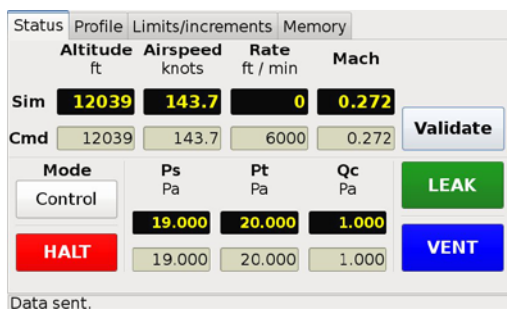 Status Profile Limits/increments Memory
Altitude Airspeed Rate Mach
ft knots ft / min
Sim 12039 143.7 0 0.272
Cmd 12039 143.7 6000 0.272 Validate
Mode Ps Pt Qc
Pa Pa Pa LEAK
Control
19.000 20.000 1.000
HALT 19.000 20.000 1.000 VENT
Data sent.